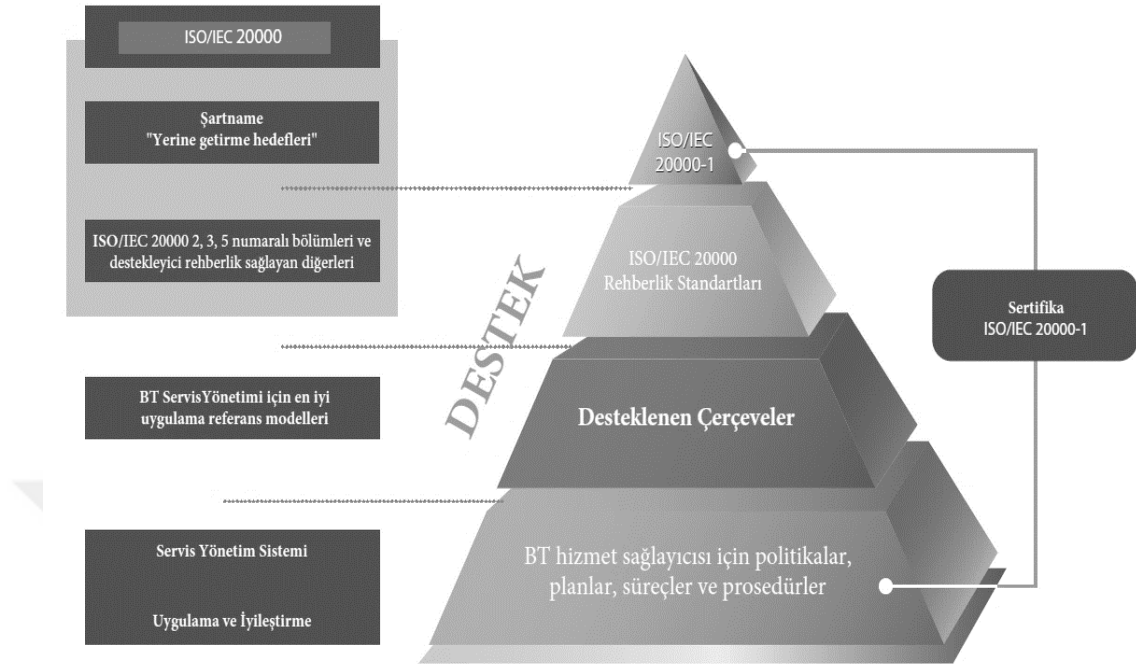 ISO/IEC 20000
Şartname
"Yerine getirme hedefleri"
ISO/IEC 20000 2, 3, 5 numaralı bölümleri ve
destekleyici rehberlik sağlayan diğerleri
BT ServisYönetimi için en iyi
uygulama referans modelleri
Servis Yönetim Sistemi
Uygulama ve İyileştirme
DESTEK
ISO/IEC
20000-1
ISO/IEC 20000
Rehberlik Standartları
Desteklenen Çerçeveler
BT hizmet sağlayıcısı için politikalar,
planlar, süreçler ve prosedürler
Sertifika
ISO/IEC 20000-1